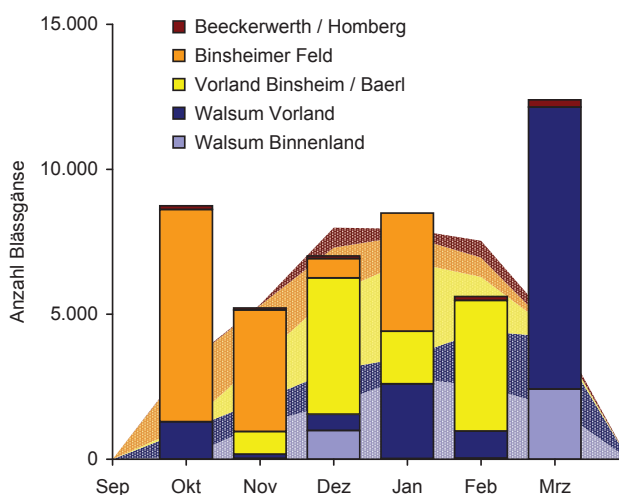 15.000
10.000
5.000
0
Anzahl Blässgänse
Beeckerwerth / Homberg
Binsheimer Feld
Vorland Binsheim / Baerl
Walsum Vorland
Walsum Binnenland
Sep Okt Nov Dez Jan Feb Mrz